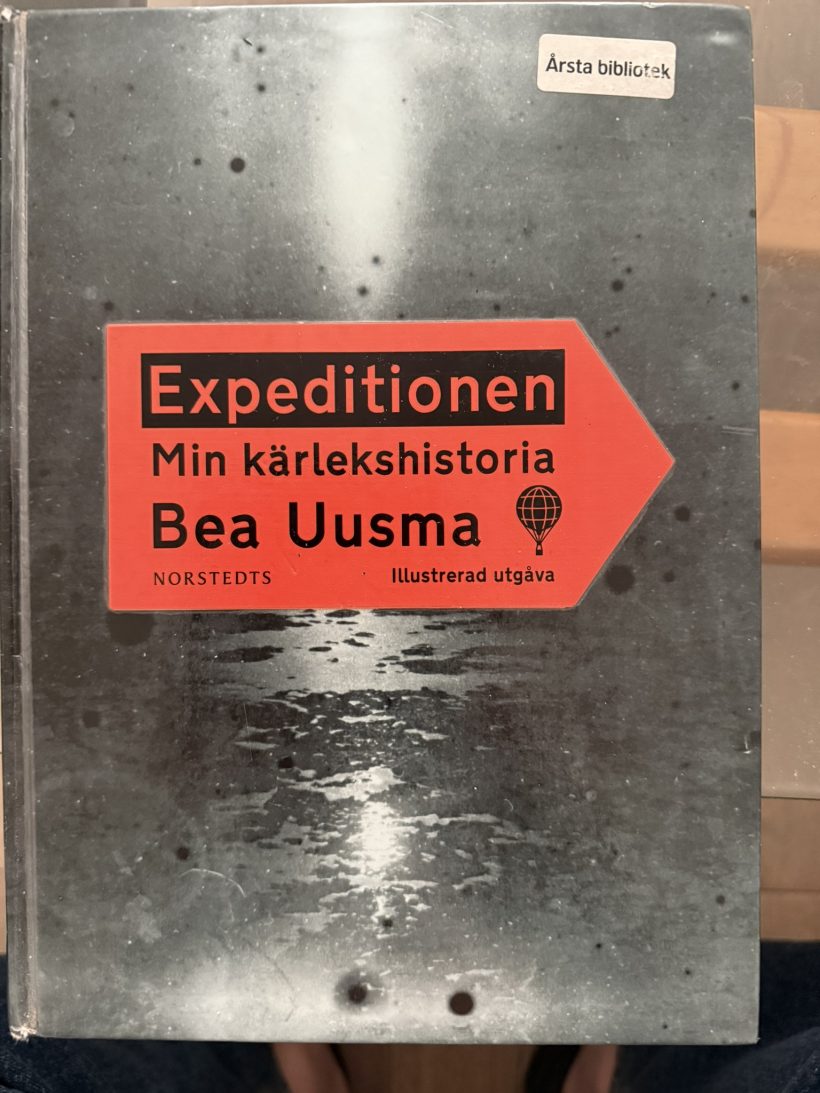 Årsta bibliotek
Expeditionen
Min kärlekshistoria
Bea Uusma
NORSTEDTS
Illustrerad utgåva